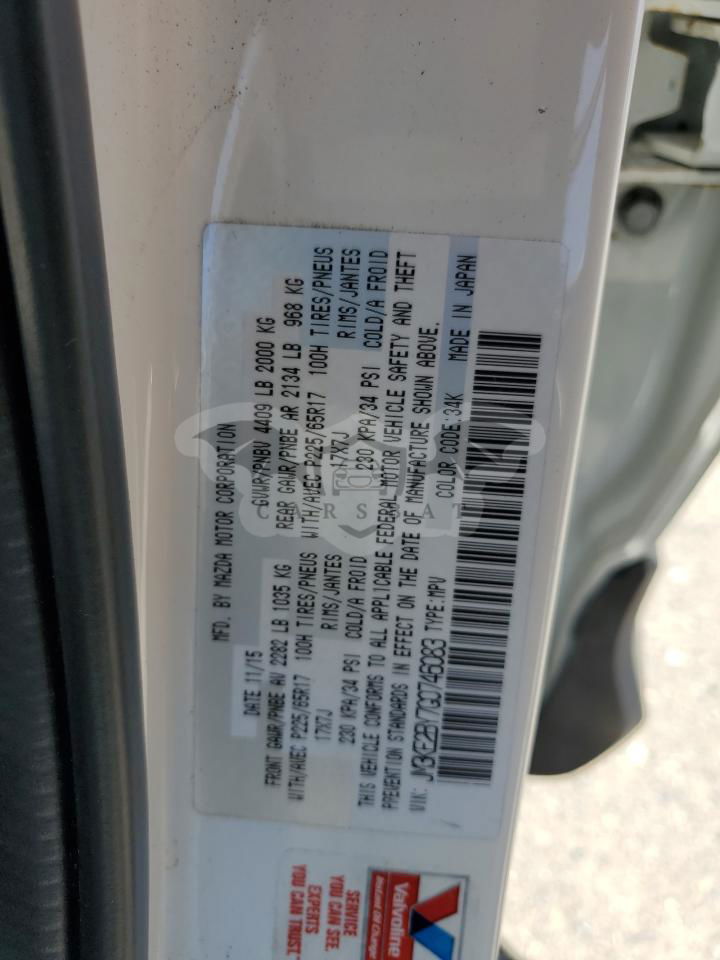 MFD. BY MAZDA MOTOR CORPORATION
DATE 11/15 GVWR/PNBV 4409 LB 2000 KG
FRONT GAWR/PNBE AV 2282 LB 1035 KG REAR GAWR/PNBE AR 2134 LB 968 KG
WITH/AVEC P225/65R17 100H TIRES/PNEUS WITH/AVEC P225/65R17 100H TIRES/PNEUS
17X7J RIMS/JANTES 17X7J RIMS/JANTES
230 KPA/34 PSI COLD/A FROID 230 KPA/34 PSI COLD/A FROID
THIS VEHICLE CONFORMS TO ALL APPLICABLE FEDERAL MOTOR VEHICLE SAFETY AND THEFT
PREVENTION STANDARDS IN EFFECT ON THE DATE OF MANUFACTURE SHOWN ABOVE.
VIN: JM3KE2BY7G0746083 TYPE:MPV COLOR CODE:34K MADE IN JAPAN
CARSBAT
SERVICE
YOU CAN SEE.
EXPERTS
YOU CAN TRUST
Valvoline
Instant Oil Change